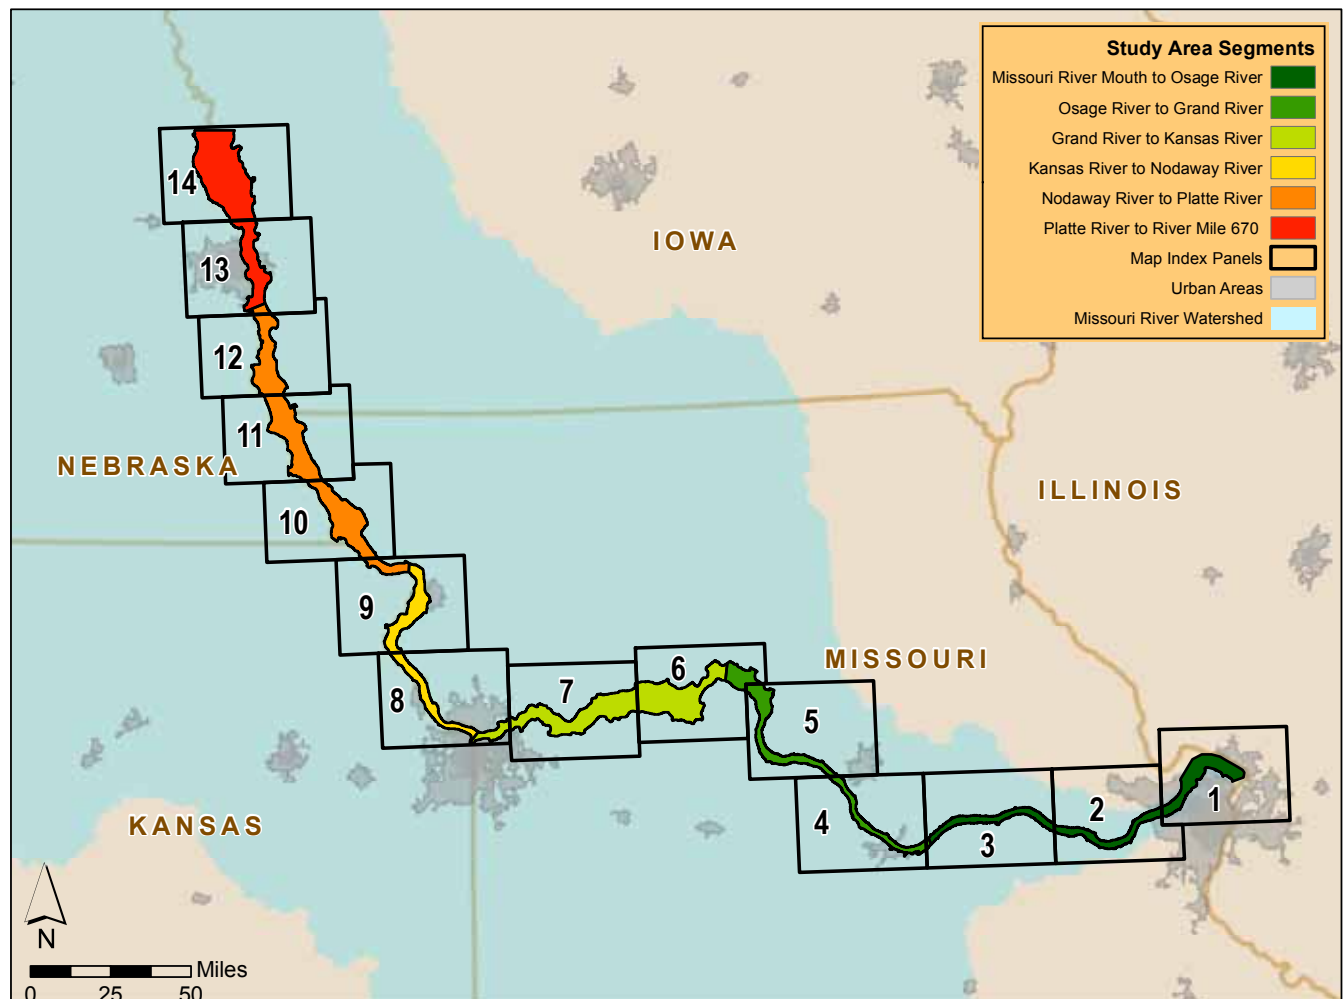 Study Area Segments
Missouri River Mouth to Osage River
Osage River to Grand River
Grand River to Kansas River
Kansas River to Nodaway River
Nodaway River to Platte River
Platte River to River Mile 670
Map Index Panels
Urban Areas
Missouri River Watershed
14
IOWA
13
12
11
NEBRASKA
ILLINOIS
10
9
MISSOURI
6
7
8
5
1
2
4
KANSAS
3
N
Miles
0 25 50